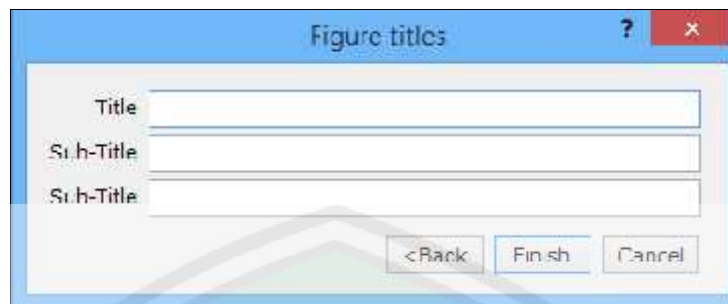 Figure titles ? ×
Title
Sub-Title
Sub-Title
<Back Finish Cancel